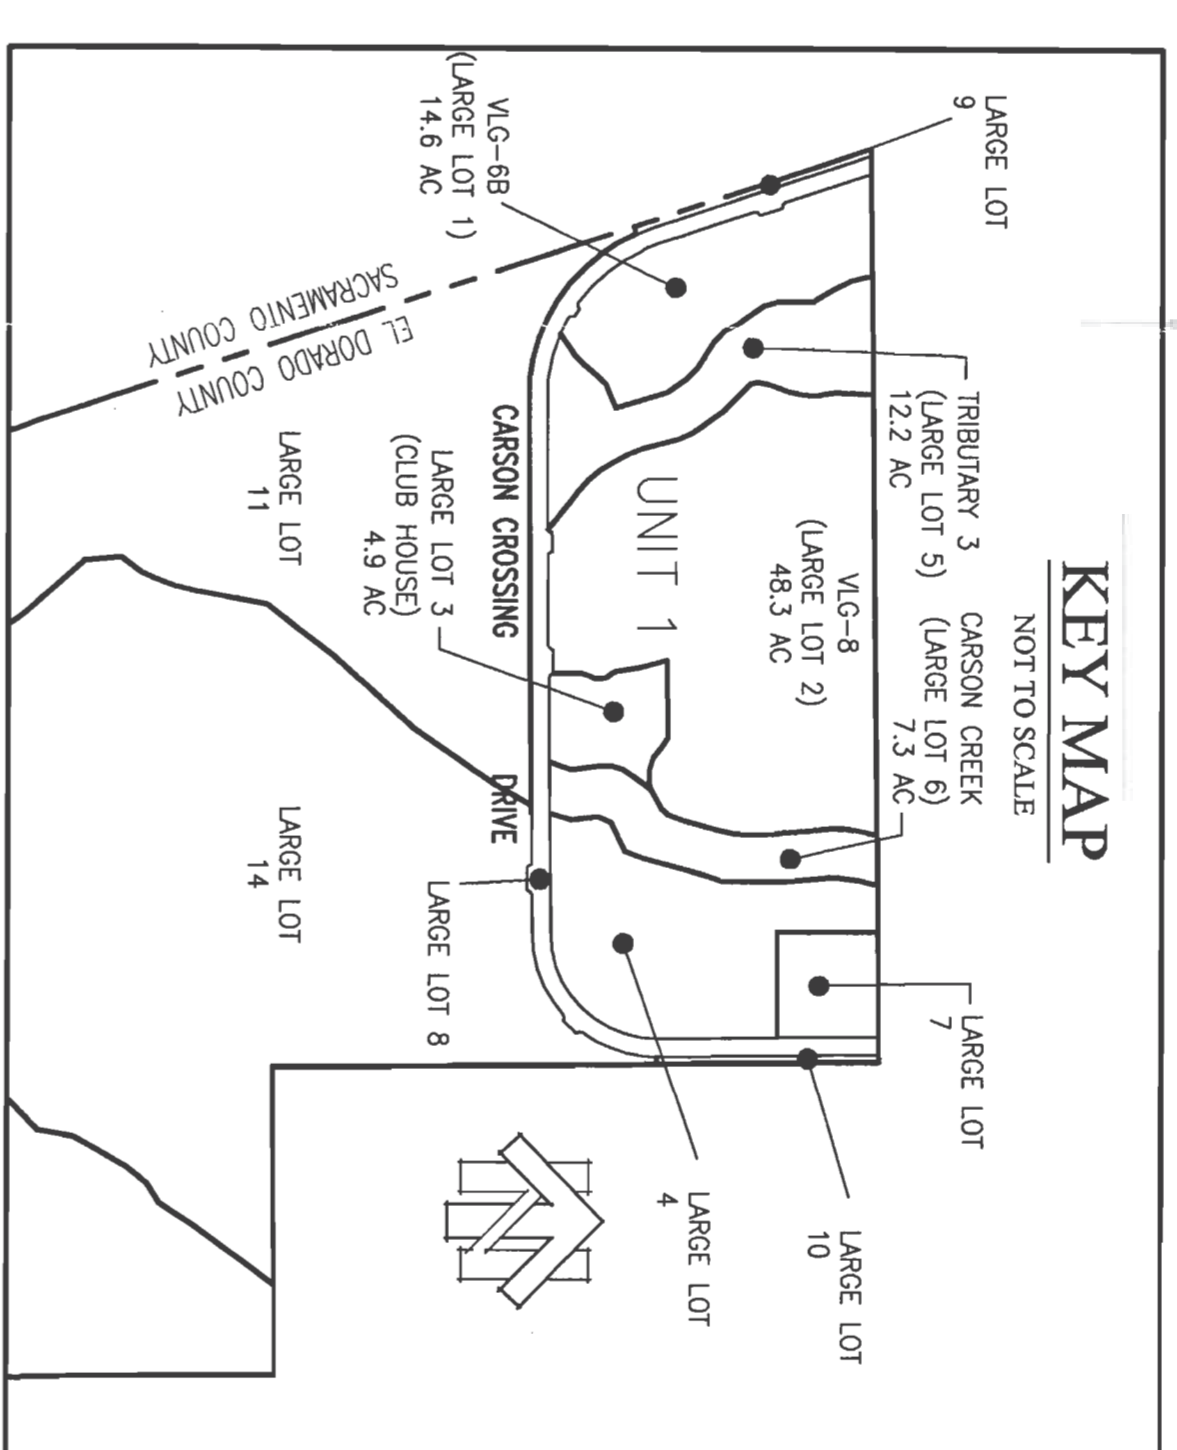 KEY MAP
NOT TO SCALE
LARGE LOT
9
TRIBUTARY 3
(LARGE LOT 5)
12.2 AC
CARSON CREEK
(LARGE LOT 6)
7.3 AC
LARGE LOT
7
VLG-8
(LARGE LOT 2)
48.3 AC
LARGE LOT
10
UNIT 1
LARGE LOT
4
VLG-6B
(LARGE LOT 1)
14.6 AC
CARSON CROSSING DRIVE
LARGE LOT 3
(CLUB HOUSE)
4.9 AC
LARGE LOT 8
SACRAMENTO COUNTY
EL DORADO COUNTY
LARGE LOT
11
LARGE LOT
14